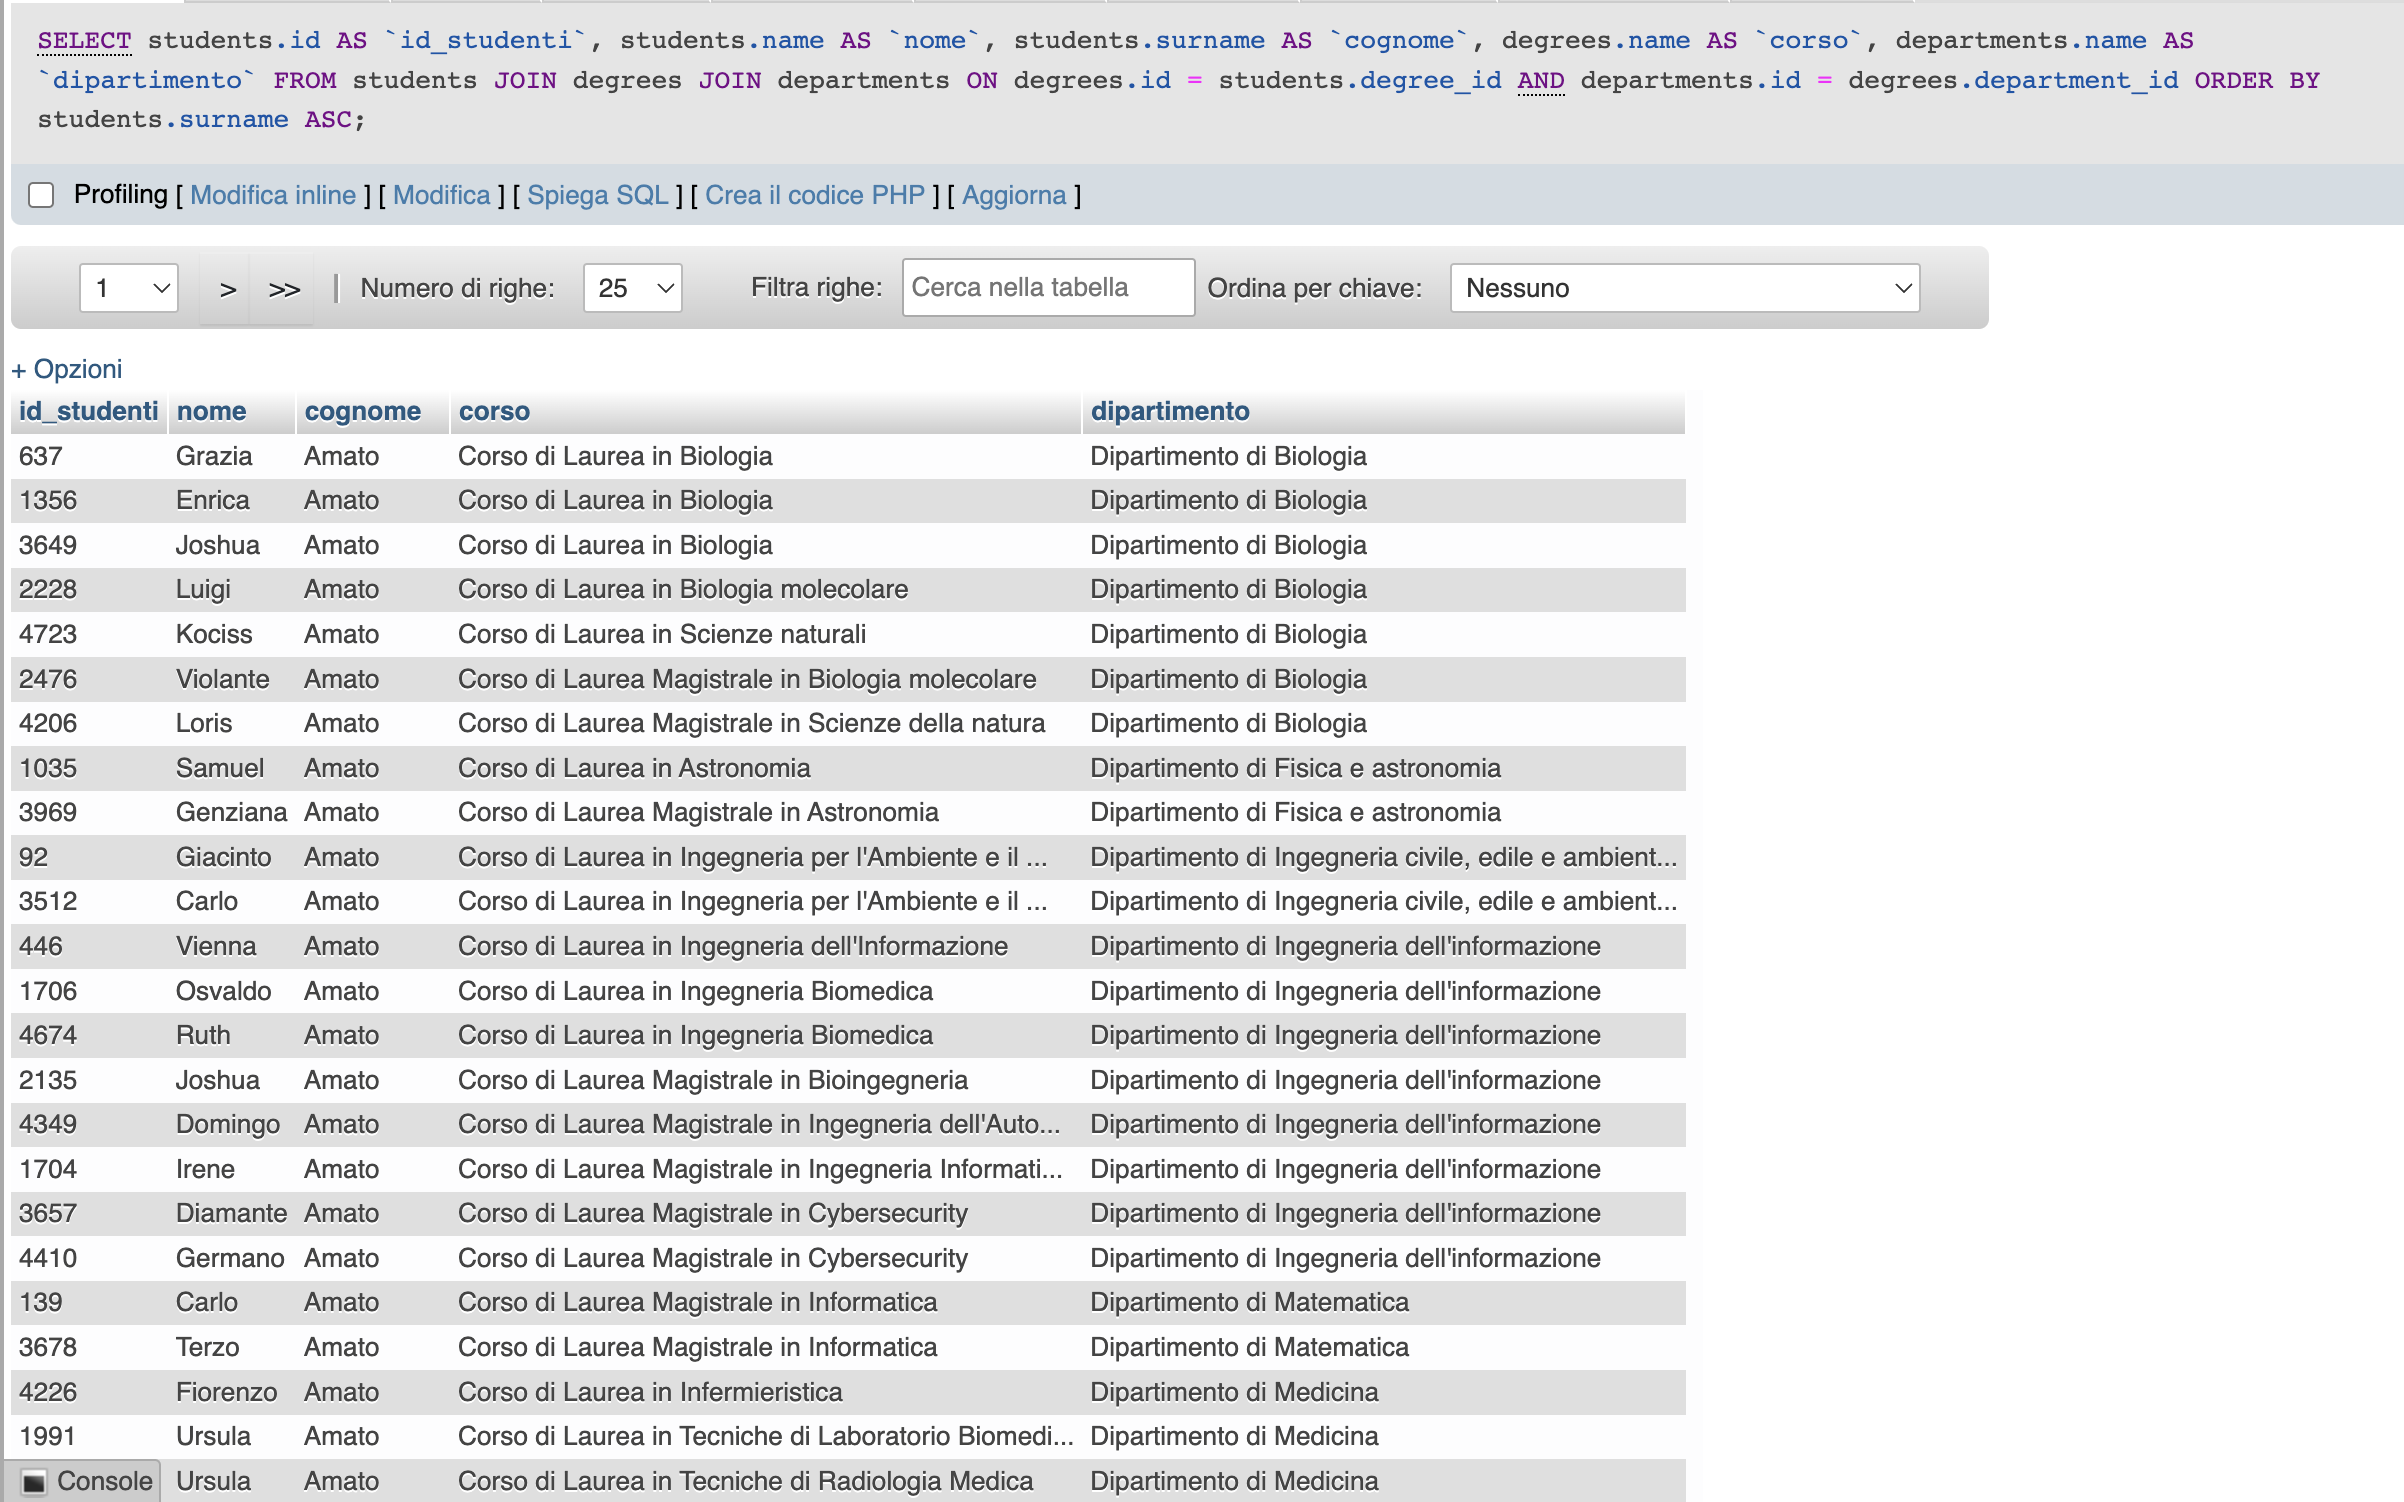 SELECT students.id AS `id_studenti`, students.name AS `nome`, students.surname AS `cognome`, degrees.name AS `corso`, departments.name AS
`dipartimento` FROM students JOIN degrees JOIN departments ON degrees.id = students.degree_id AND departments.id = degrees.department_id ORDER BY
students.surname ASC;
Profiling [ Modifica inline ] [ Modifica ] [ Spiega SQL ] [ Crea il codice PHP ] [ Aggiorna ]
1 > >> | Numero di righe: 25 Filtra righe: Cerca nella tabella Ordina per chiave: Nessuno
+ Opzioni
id_studenti nome cognome corso dipartimento
637 Grazia Amato Corso di Laurea in Biologia Dipartimento di Biologia
1356 Enrica Amato Corso di Laurea in Biologia Dipartimento di Biologia
3649 Joshua Amato Corso di Laurea in Biologia Dipartimento di Biologia
2228 Luigi Amato Corso di Laurea in Biologia molecolare Dipartimento di Biologia
4723 Kociss Amato Corso di Laurea in Scienze naturali Dipartimento di Biologia
2476 Violante Amato Corso di Laurea Magistrale in Biologia molecolare Dipartimento di Biologia
4206 Loris Amato Corso di Laurea Magistrale in Scienze della natura Dipartimento di Biologia
1035 Samuel Amato Corso di Laurea in Astronomia Dipartimento di Fisica e astronomia
3969 Genziana Amato Corso di Laurea Magistrale in Astronomia Dipartimento di Fisica e astronomia
92 Giacinto Amato Corso di Laurea in Ingegneria per l'Ambiente e il ... Dipartimento di Ingegneria civile, edile e ambient...
3512 Carlo Amato Corso di Laurea in Ingegneria per l'Ambiente e il ... Dipartimento di Ingegneria civile, edile e ambient...
446 Vienna Amato Corso di Laurea in Ingegneria dell'Informazione Dipartimento di Ingegneria dell'informazione
1706 Osvaldo Amato Corso di Laurea in Ingegneria Biomedica Dipartimento di Ingegneria dell'informazione
4674 Ruth Amato Corso di Laurea in Ingegneria Biomedica Dipartimento di Ingegneria dell'informazione
2135 Joshua Amato Corso di Laurea Magistrale in Bioingegneria Dipartimento di Ingegneria dell'informazione
4349 Domingo Amato Corso di Laurea Magistrale in Ingegneria dell'Auto... Dipartimento di Ingegneria dell'informazione
1704 Irene Amato Corso di Laurea Magistrale in Ingegneria Informati... Dipartimento di Ingegneria dell'informazione
3657 Diamante Amato Corso di Laurea Magistrale in Cybersecurity Dipartimento di Ingegneria dell'informazione
4410 Germano Amato Corso di Laurea Magistrale in Cybersecurity Dipartimento di Ingegneria dell'informazione
139 Carlo Amato Corso di Laurea Magistrale in Informatica Dipartimento di Matematica
3678 Terzo Amato Corso di Laurea Magistrale in Informatica Dipartimento di Matematica
4226 Fiorenzo Amato Corso di Laurea in Infermieristica Dipartimento di Medicina
1991 Ursula Amato Corso di Laurea in Tecniche di Laboratorio Biomedi... Dipartimento di Medicina
Console Ursula Amato Corso di Laurea in Tecniche di Radiologia Medica Dipartimento di Medicina